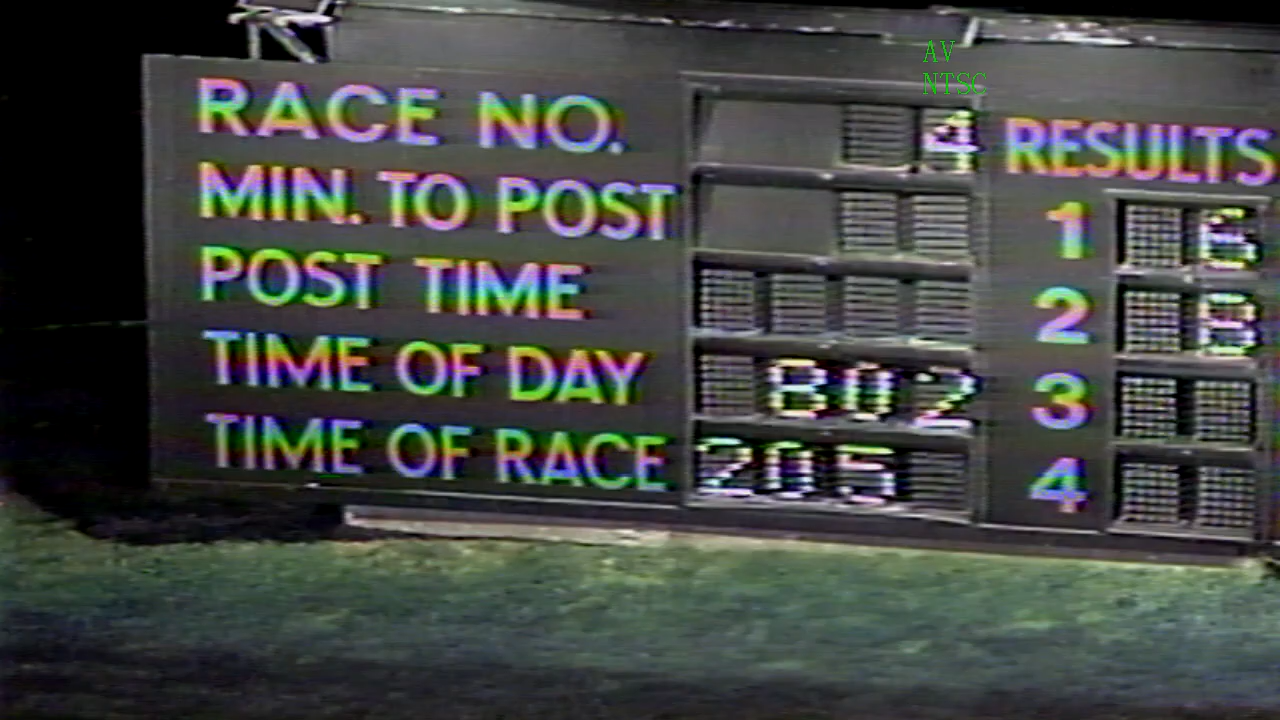 AV
NTSC
RACE NO. 4
MIN. TO POST
POST TIME
TIME OF DAY 802
TIME OF RACE 205
RESULTS
1 6
2
3
4